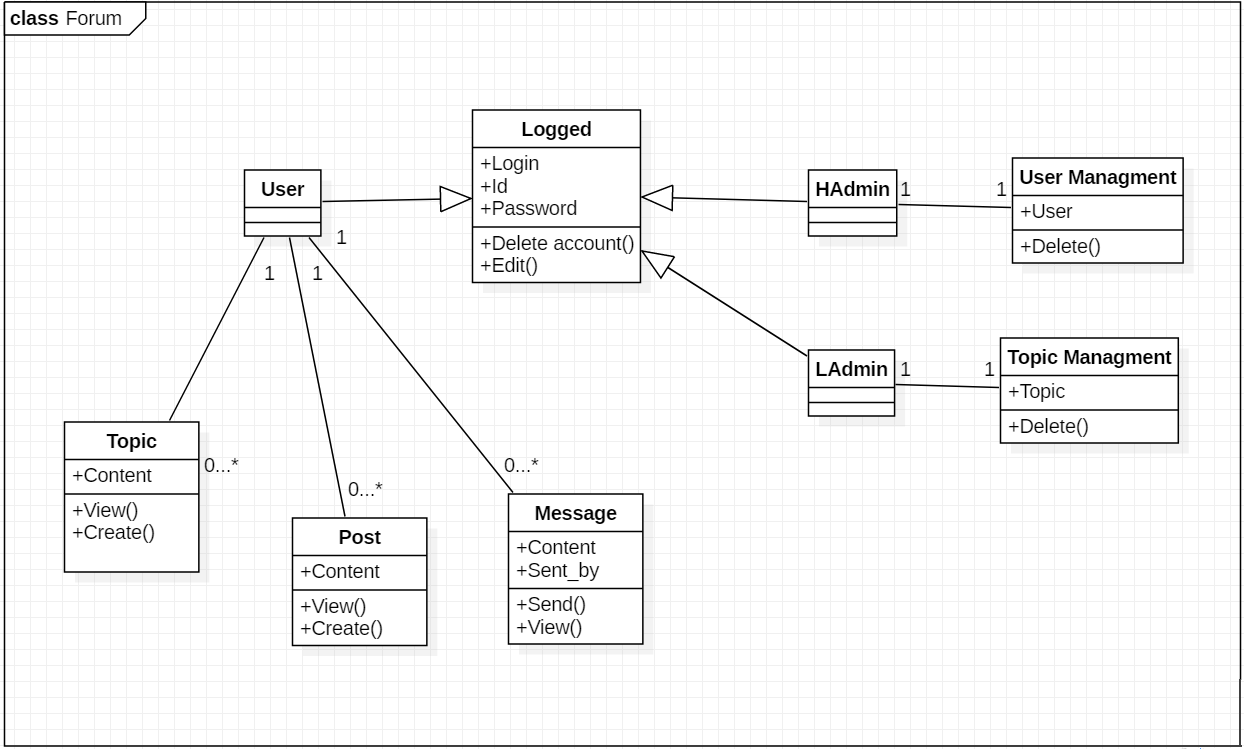 class Forum
Logged
+Login
+Id
+Password
+Delete account()
+Edit()
User
HAdmin
1
1
User Managment
+User
+Delete()
1
1
1
LAdmin
1
1
Topic Managment
+Topic
+Delete()
Topic
+Content
+View()
+Create()
0...*
0...*
0...*
Post
+Content
+View()
+Create()
Message
+Content
+Sent_by
+Send()
+View()